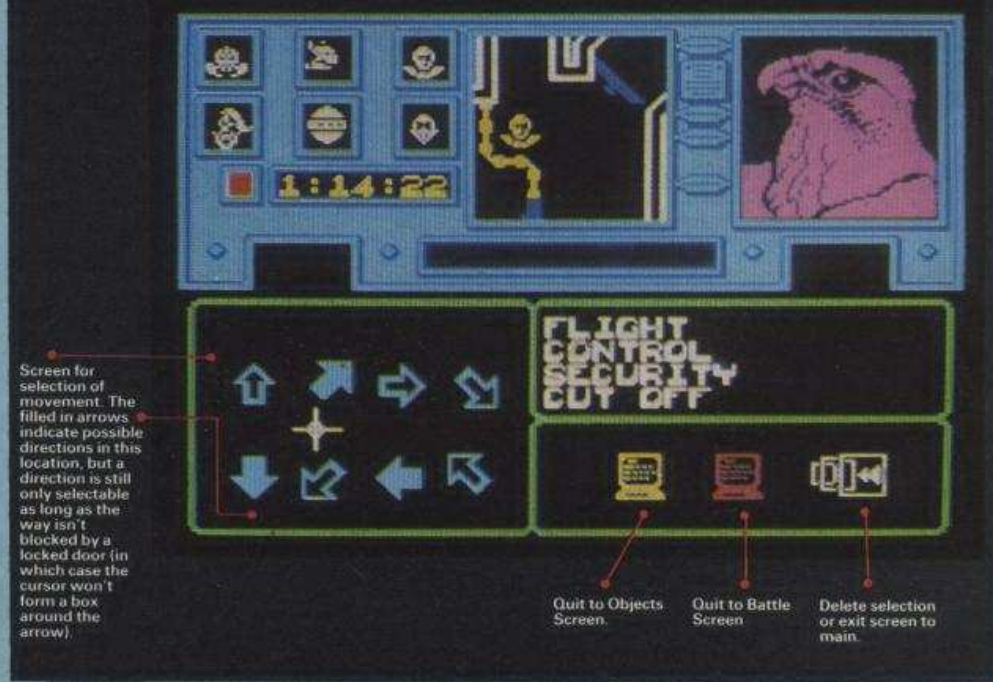 1:14:22
FLIGHT
CONTROL
SECURITY
CUT OFF
Screen for
selection of
movement. The
filled in arrows
indicate possible
directions in this
location, but a
direction is still
only selectable
as long as the
way isn't
blocked by a
locked door (in
which case the
cursor won't
form a box
around the
arrow).
Quit to Objects
Screen.
Quit to Battle
Screen
Delete selection
or exit screen to
main.